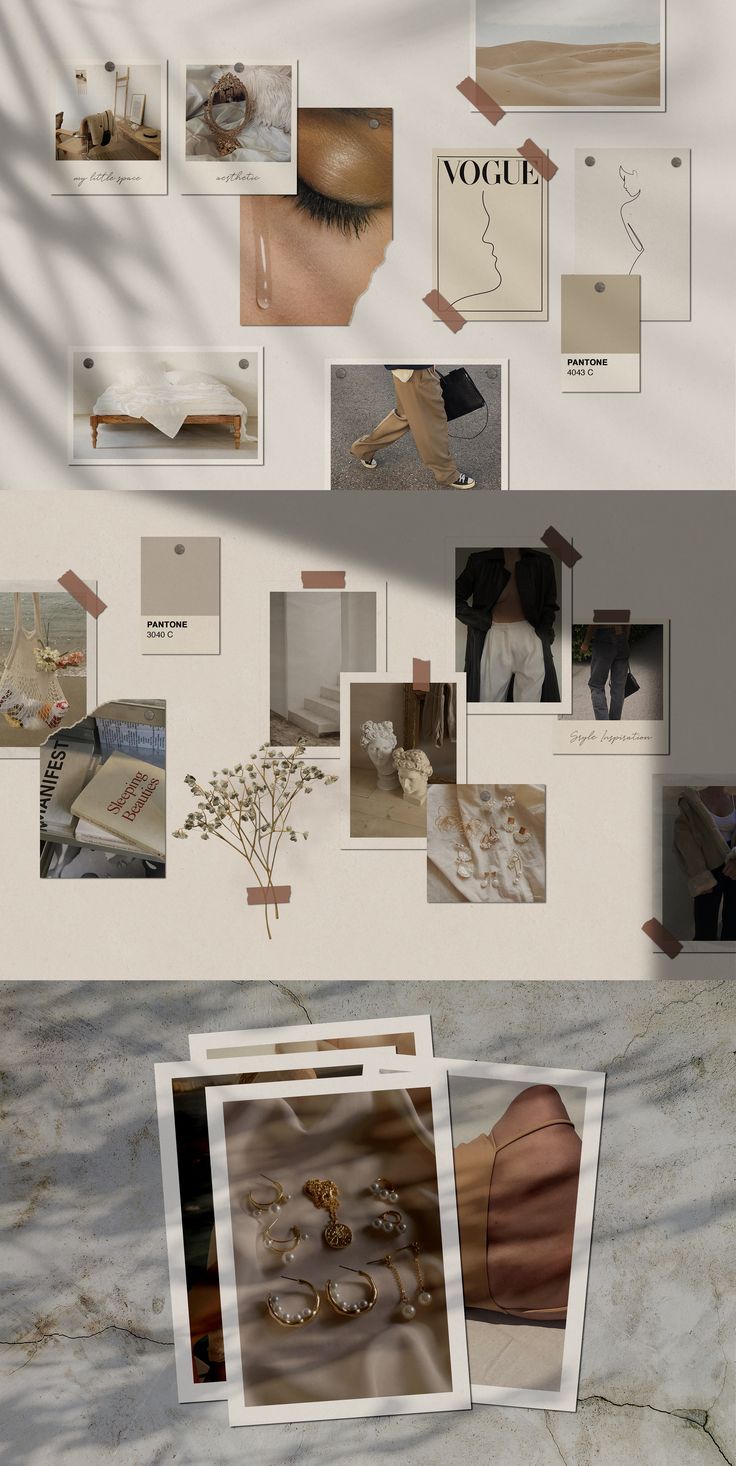 my little space
aesthetic
VOGUE
PANTONE
4043 C
PANTONE
3040 C
MANIFEST
Sleeping
Beauties
Style Inspiration